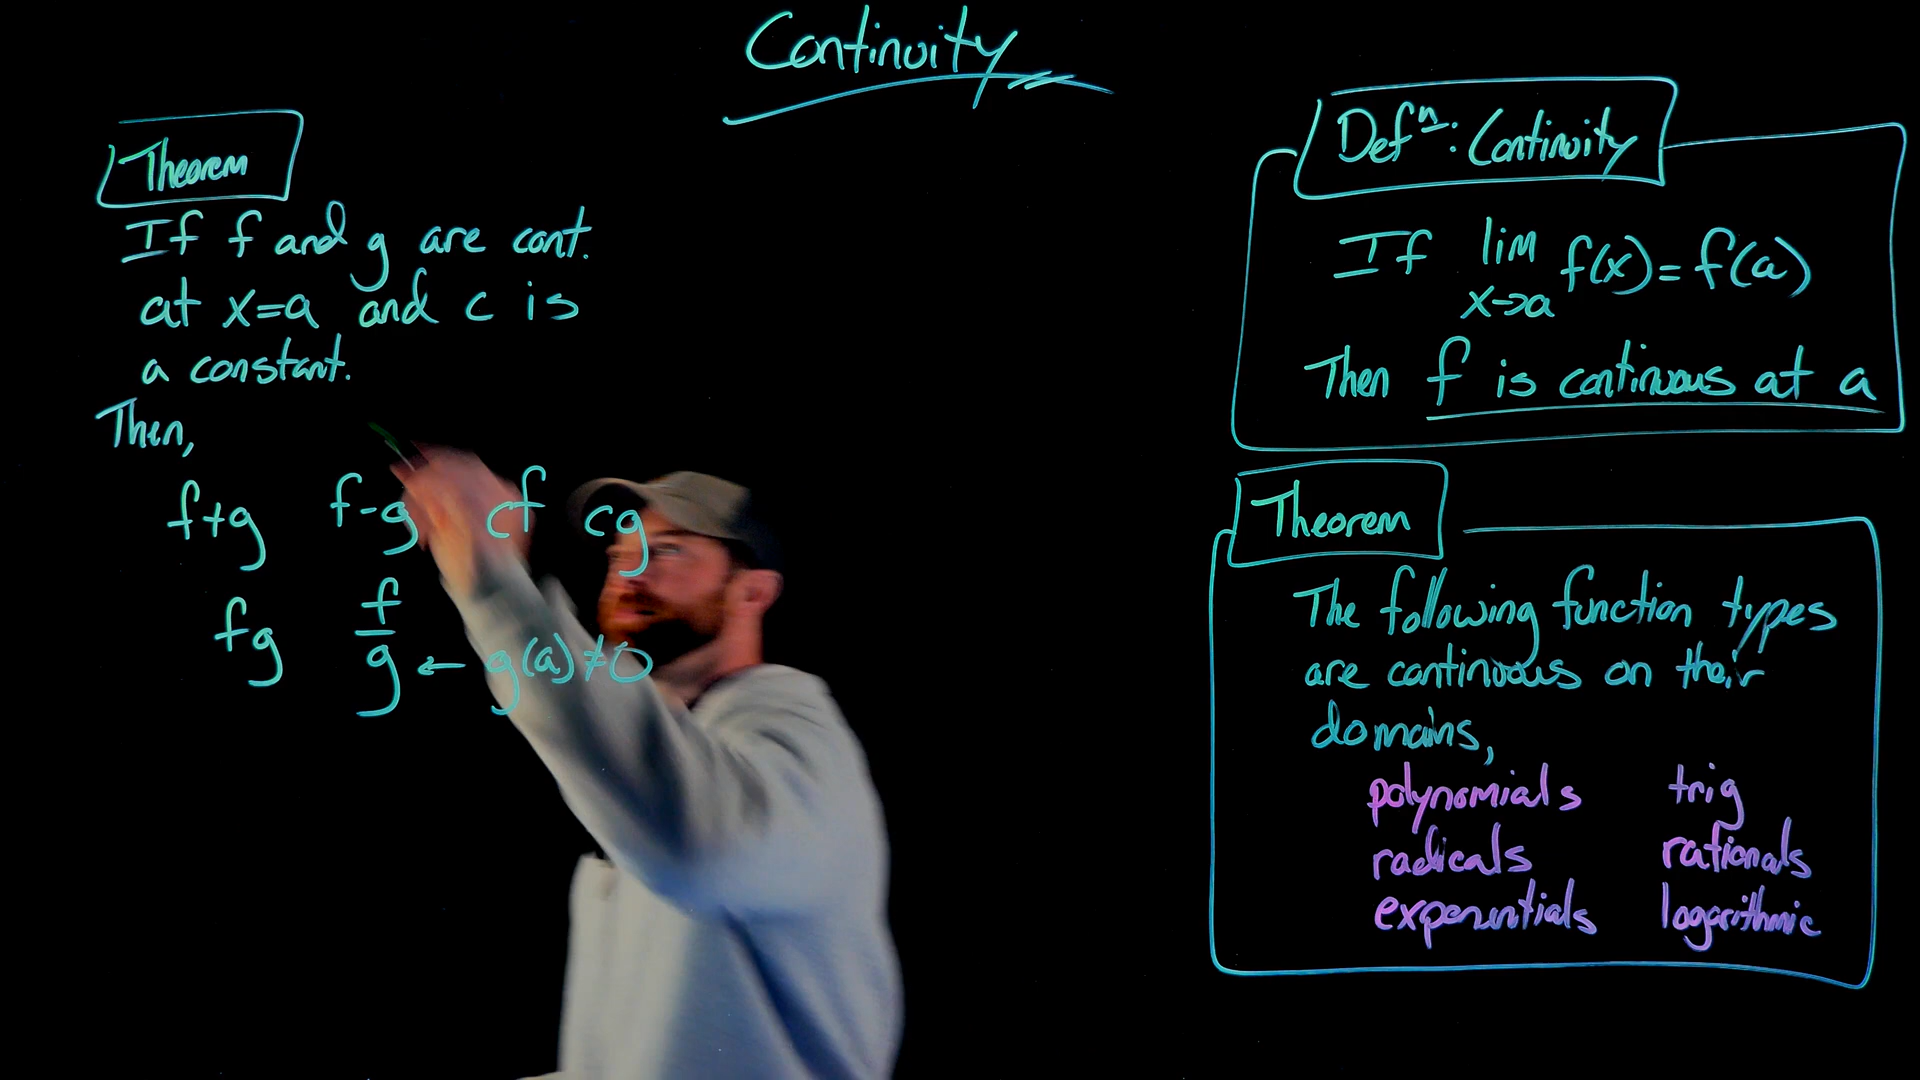 Continuity
Theorem
If f and g are cont.
at x=a and c is
a constant.
Then,
f+g f-g cf cg
fg f/g ← g(a)≠0
Defⁿ: Continuity
If lim x→a f(x)=f(a)
Then f is continuous at a
Theorem
The following function types
are continuous on their
domains,
polynomials trig
radicals rationals
exponentials logarithmic